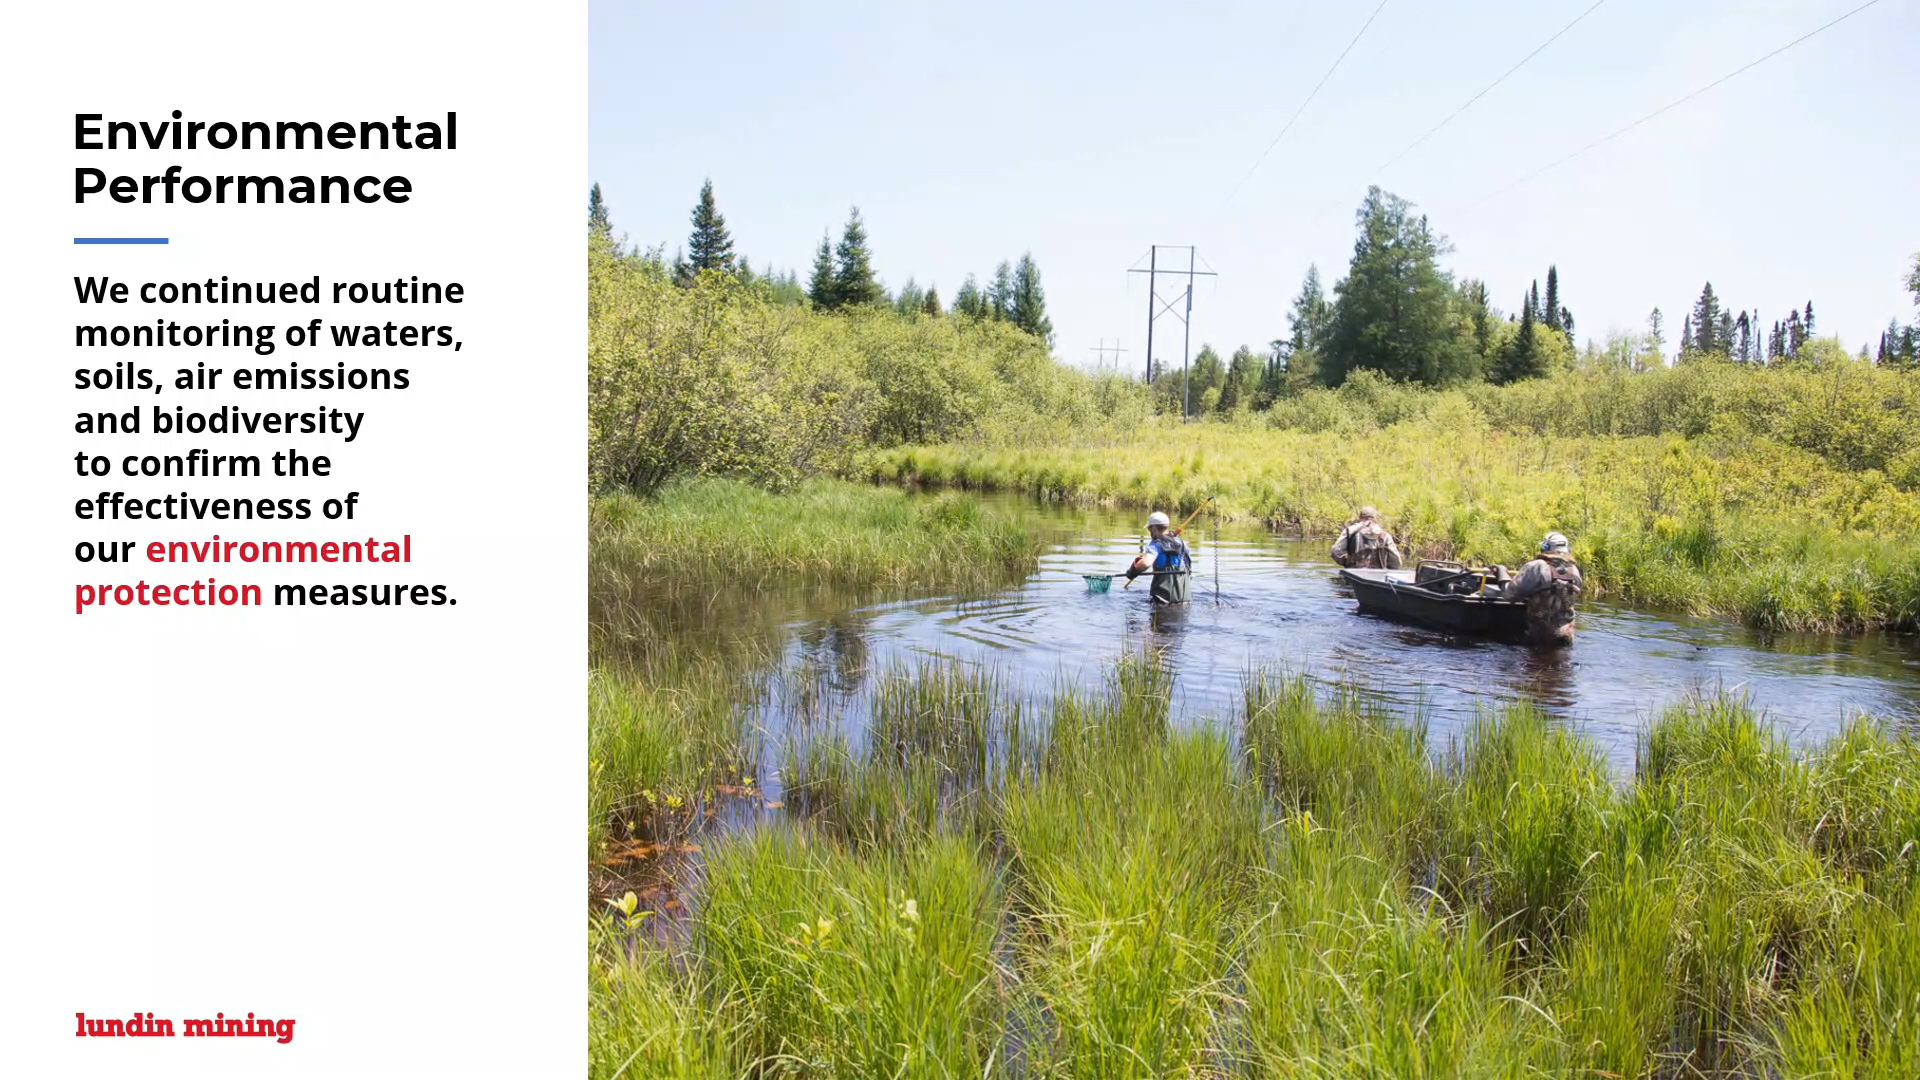 Environmental
Performance
We continued routine
monitoring of waters,
soils, air emissions
and biodiversity
to confirm the
effectiveness of
our environmental
protection measures.
lundin mining